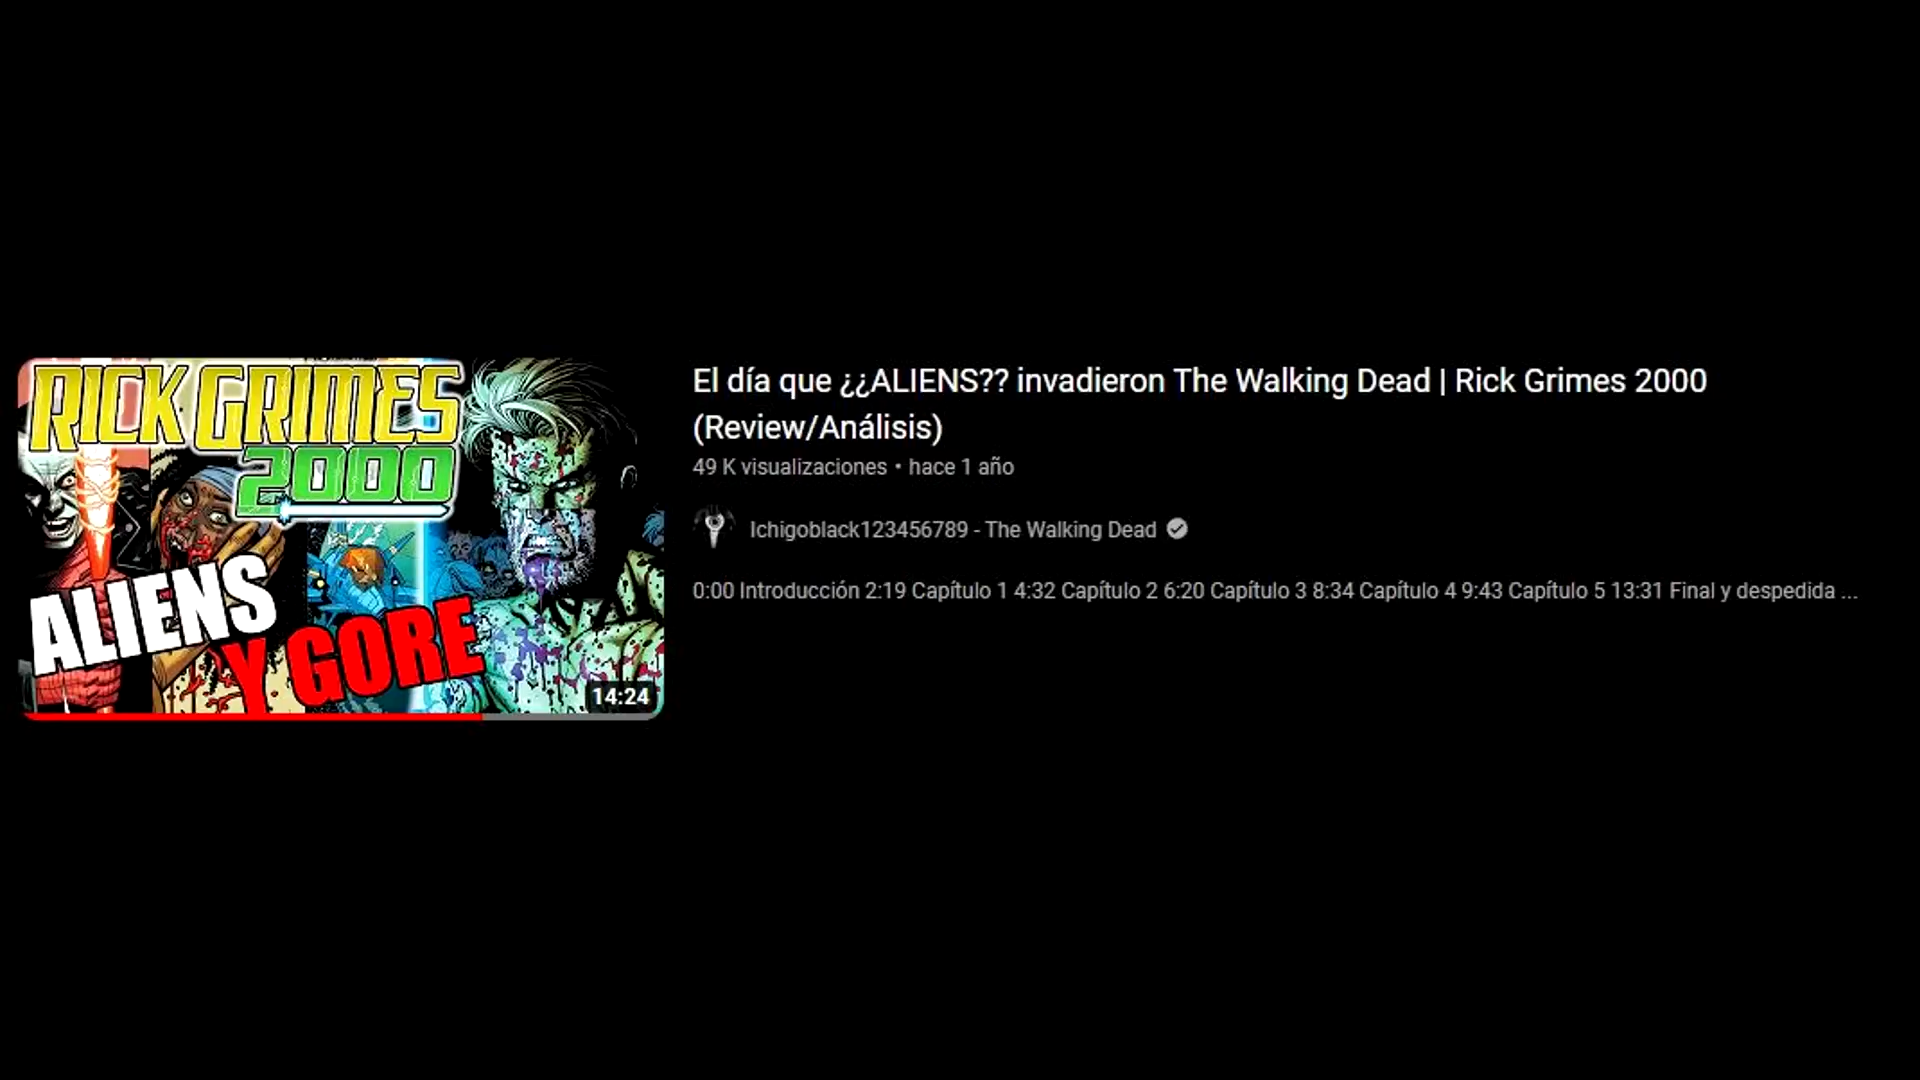 RICK GRIMES
2000
ALIENS
Y GORE
14:24
El día que ¿¿ALIENS?? invadieron The Walking Dead | Rick Grimes 2000
(Review/Análisis)
49 K visualizaciones • hace 1 año
Ichigoblack123456789 - The Walking Dead
0:00 Introducción 2:19 Capítulo 1 4:32 Capítulo 2 6:20 Capítulo 3 8:34 Capítulo 4 9:43 Capítulo 5 13:31 Final y despedida ...